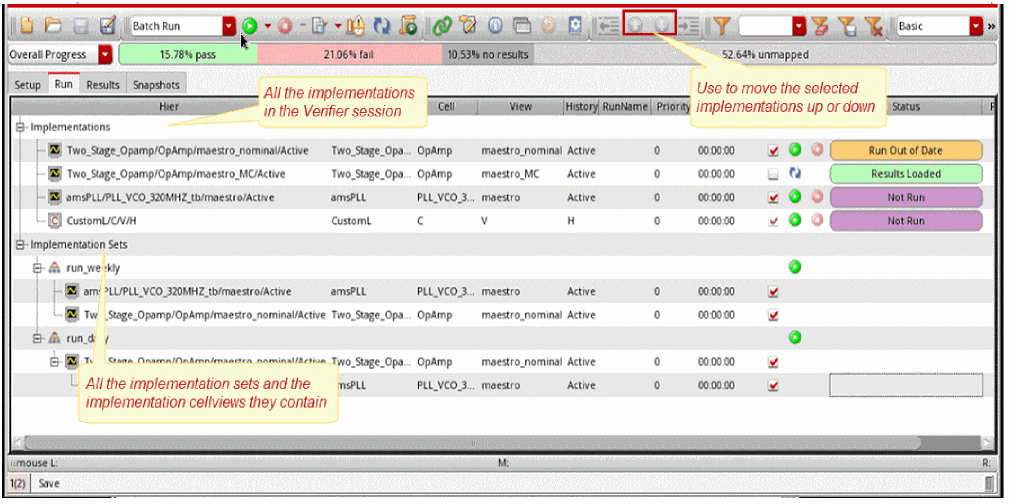 Batch Run
Basic
»
Overall Progress
15.78% pass
21.06% fail
10.53% no results
52.64% unmapped
Setup Run Results Snapshots
All the implementations
in the Verifier session
Use to move the selected
implementations up or down
Hier Cell View History RunName Priority Status
Implementations
Two_Stage_Opamp/OpAmp/maestro_nominal/Active Two_Stage_Opa... OpAmp maestro_nominal Active 0 00:00:00 Run Out of Date
Two_Stage_Opamp/OpAmp/maestro_MC/Active Two_Stage_Opa... OpAmp maestro_MC Active 0 00:00:00 Results Loaded
amsPLL/PLL_VCO_320MHZ_tb/maestro/Active amsPLL PLL_VCO_3... maestro Active 0 00:00:00 Not Run
CustomL/C/V/H CustomL C V H 0 00:00:00 Not Run
Implementation Sets
run_weekly
amsPLL/PLL_VCO_320MHZ_tb/maestro/Active amsPLL PLL_VCO_3... maestro Active 0 00:00:00
Two_Stage_Opamp/OpAmp/maestro_nominal/Active Two_Stage_Opa... OpAmp maestro_nominal Active 0 00:00:00
run_daily
Two_Stage_Opamp/OpAmp/maestro_nominal/Active Two_Stage_Opa... OpAmp maestro_nominal Active 0 00:00:00
amsPLL PLL_VCO_3... maestro Active 0 00:00:00
All the implementation sets and the
implementation cellviews they contain
mouse L: M: R:
1(2) Save